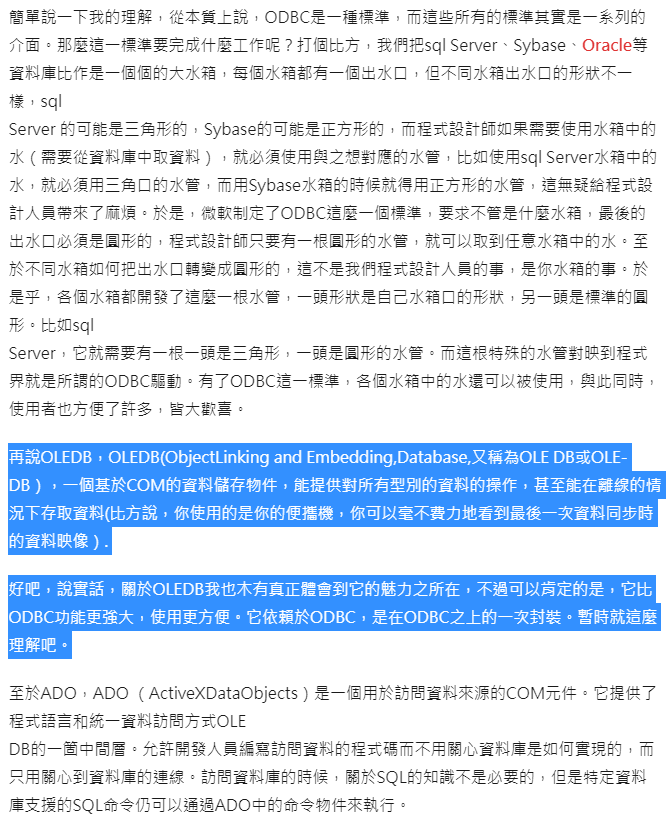 簡單說一下我的理解，從本質上說，ODBC是一種標準，而這些所有的標準其實是一系列的
介面。那麼這一標準要完成什麼工作呢？打個比方，我們把sql Server、Sybase、Oracle等
資料庫比作是一個個的大水箱，每個水箱都有一個出水口，但不同水箱出水口的形狀不一
樣，sql
Server 的可能是三角形的，Sybase的可能是正方形的，而程式設計師如果需要使用水箱中的
水（需要從資料庫中取資料），就必須使用與之想對應的水管，比如使用sql Server水箱中的
水，就必須用三角口的水管，而用Sybase水箱的時候就得用正方形的水管，這無疑給程式設
計人員帶來了麻煩。於是，微軟制定了ODBC這麼一個標準，要求不管是什麼水箱，最後的
出水口必須是圓形的，程式設計師只要有一根圓形的水管，就可以取到任意水箱中的水。至
於不同水箱如何把出水口轉變成圓形的，這不是我們程式設計人員的事，是你水箱的事。於
是乎，各個水箱都開發了這麼一根水管，一頭形狀是自己水箱口的形狀，另一頭是標準的圓
形。比如sql
Server，它就需要有一根一頭是三角形，一頭是圓形的水管。而這根特殊的水管對映到程式
界就是所謂的ODBC驅動。有了ODBC這一標準，各個水箱中的水還可以被使用，與此同時，
使用者也方便了許多，皆大歡喜。
再說OLEDB，OLEDB(ObjectLinking and Embedding,Database,又稱為OLE DB或OLE-
DB），一個基於COM的資料儲存物件，能提供對所有型別的資料的操作，甚至能在離線的情
況下存取資料(比方說，你使用的是你的便攜機，你可以毫不費力地看到最後一次資料同步時
的資料映像）.
好吧，說實話，關於OLEDB我也木有真正體會到它的魅力之所在，不過可以肯定的是，它比
ODBC功能更強大，使用更方便。它依賴於ODBC，是在ODBC之上的一次封裝。暫時就這麼
理解吧。
至於ADO，ADO （ActiveXDataObjects）是一個用於訪問資料來源的COM元件。它提供了
程式語言和統一資料訪問方式OLE
DB的一箇中間層。允許開發人員編寫訪問資料的程式碼而不用關心資料庫是如何實現的，而
只用關心到資料庫的連線。訪問資料庫的時候，關於SQL的知識不是必要的，但是特定資料
庫支援的SQL命令仍可以通過ADO中的命令物件來執行。